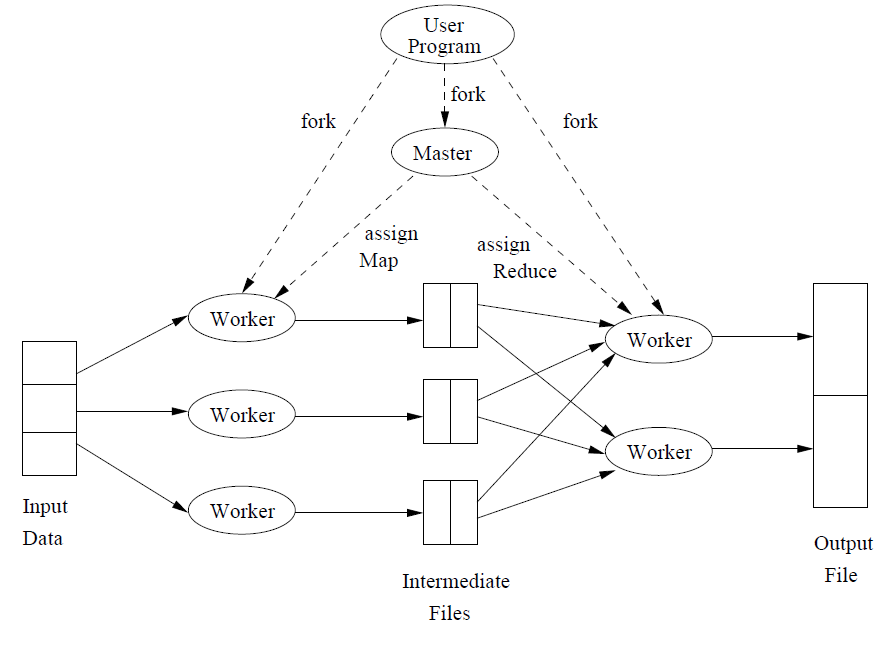 User
Program
fork
fork
fork
Master
assign
Map
assign
Reduce
Worker
Worker
Worker
Worker
Worker
Input
Data
Intermediate
Files
Output
File